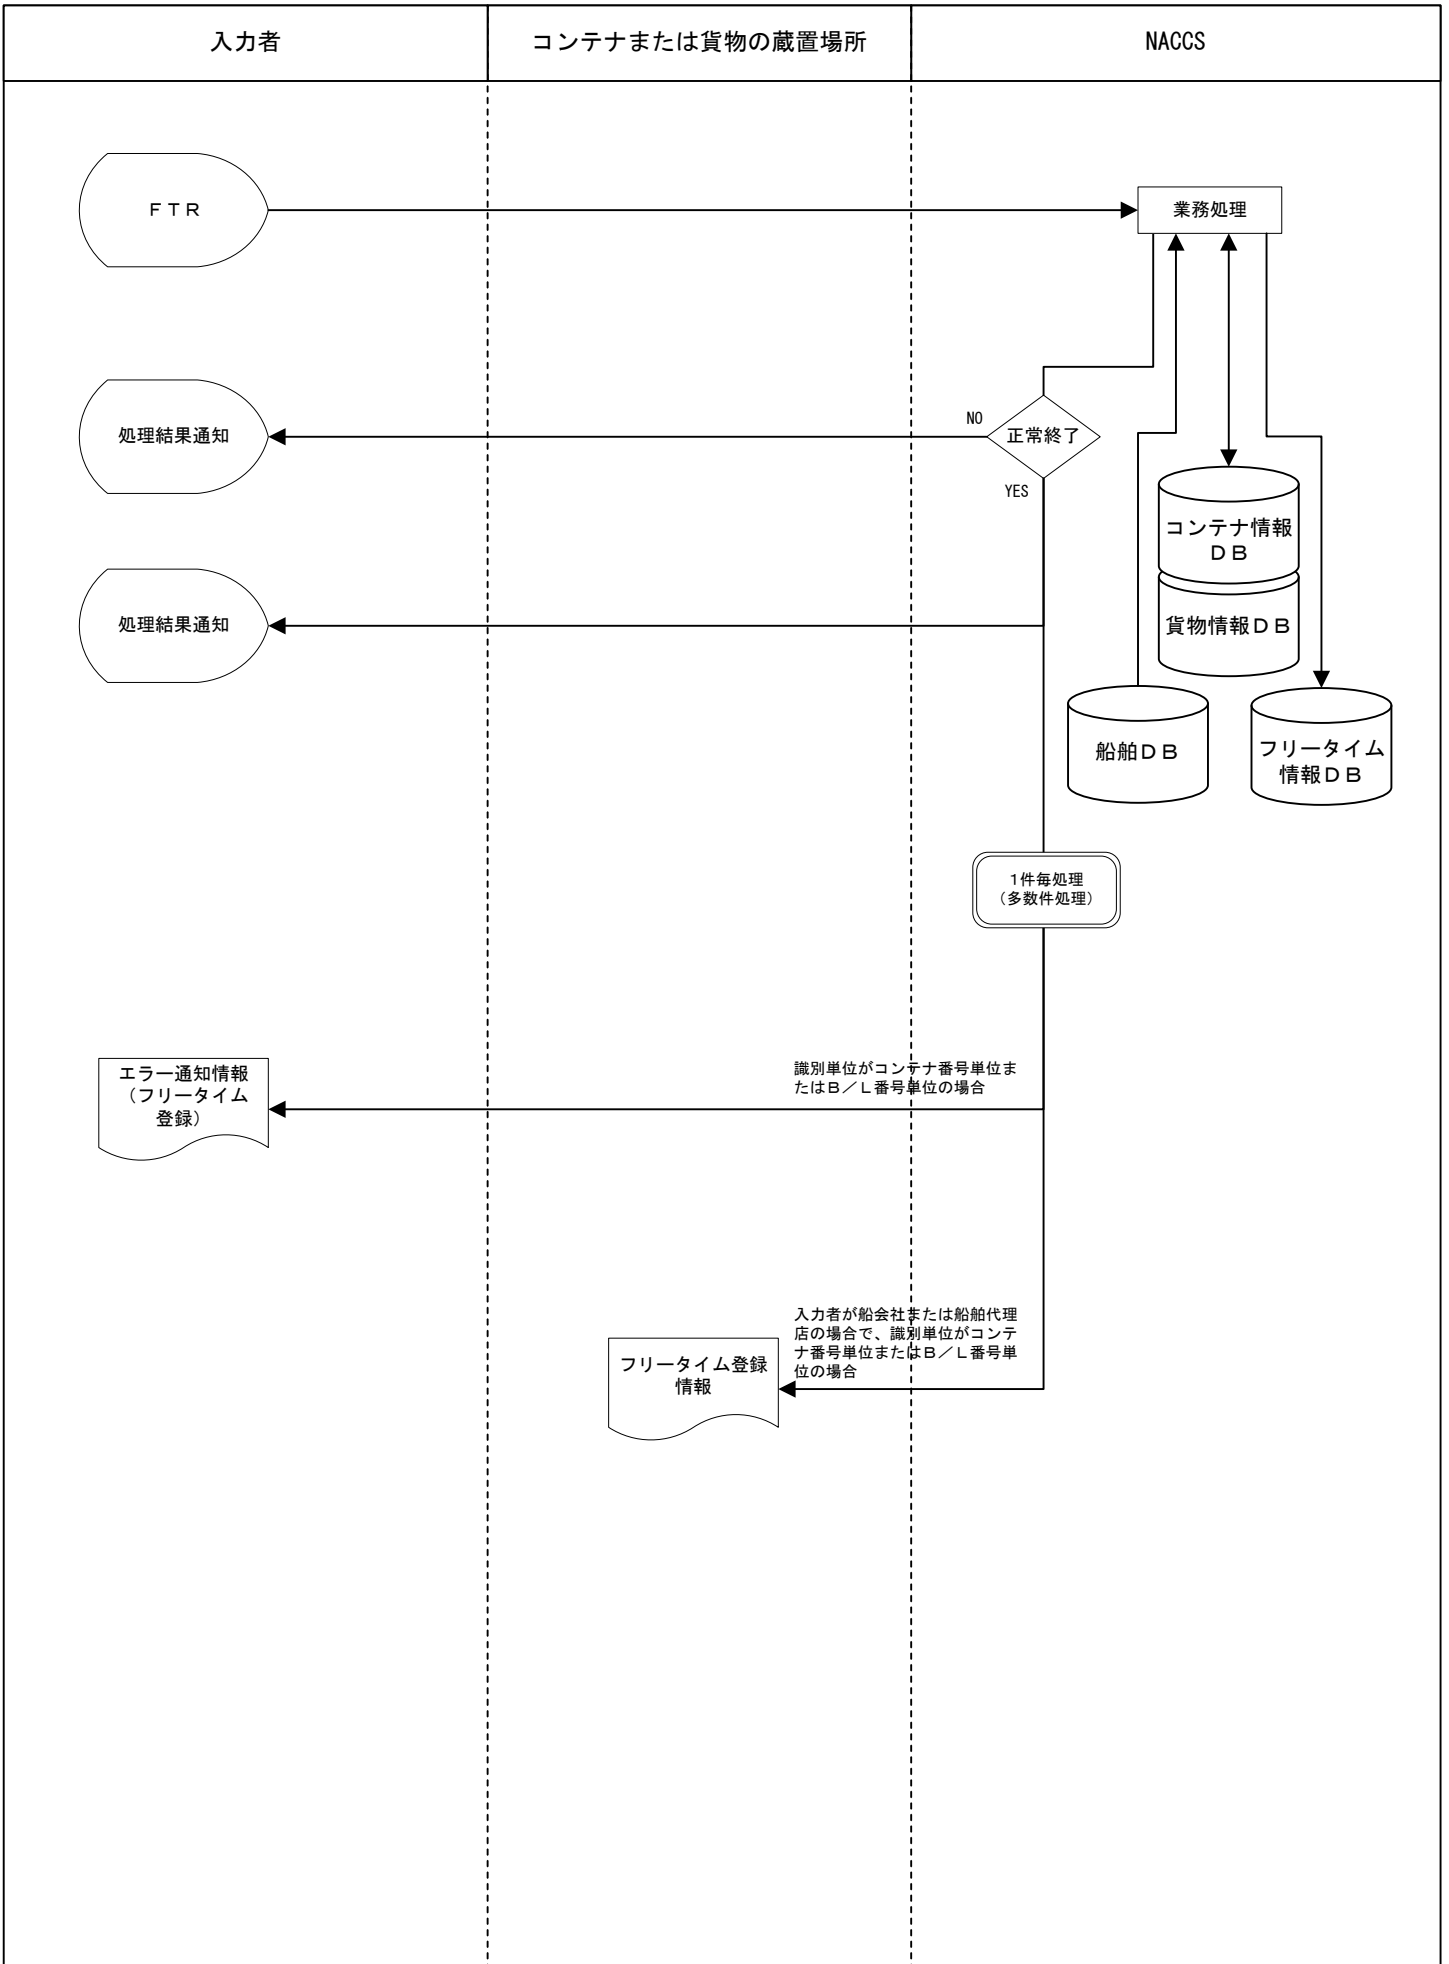 入力者
コンテナまたは貨物の蔵置場所
NACCS
ＦＴＲ
業務処理
処理結果通知
NO
正常終了
YES
コンテナ情報
ＤＢ
処理結果通知
貨物情報ＤＢ
船舶ＤＢ
フリータイム
情報ＤＢ
１件毎処理
（多数件処理）
エラー通知情報
（フリータイム
登録）
識別単位がコンテナ番号単位ま
たはＢ／Ｌ番号単位の場合
フリータイム登録
情報
入力者が船会社または船舶代理
店の場合で、識別単位がコンテ
ナ番号単位またはＢ／Ｌ番号単
位の場合